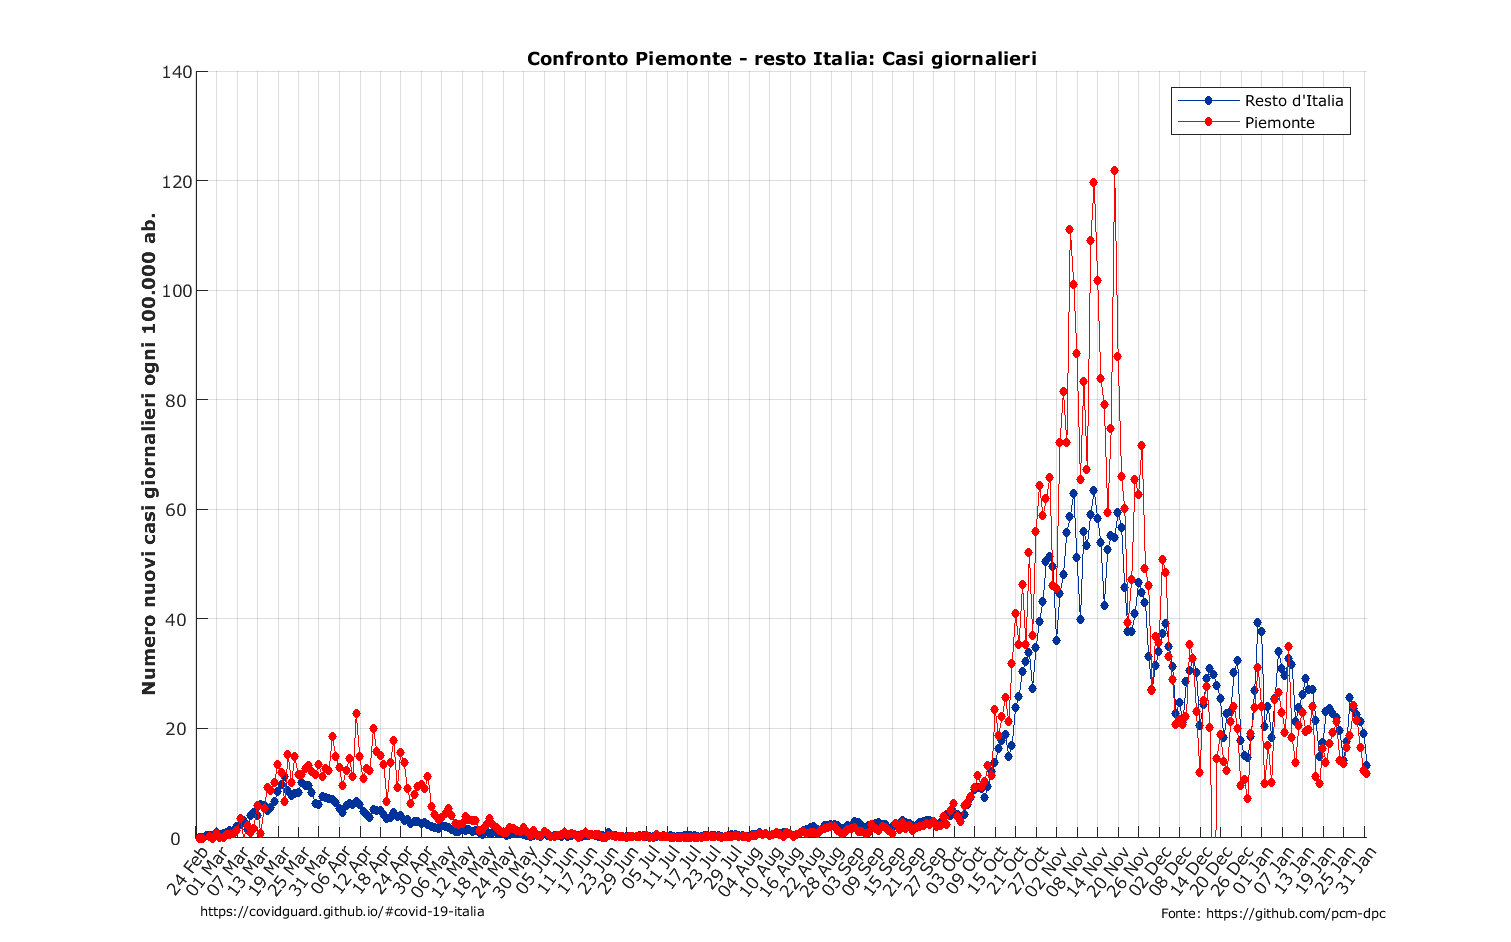 Confronto Piemonte - resto Italia: Casi giornalieri
Resto d'Italia
Piemonte
Numero nuovi casi giornalieri ogni 100.000 ab.
140
120
100
80
60
40
20
0
24 Feb
01 Mar
07 Mar
13 Mar
19 Mar
25 Mar
31 Mar
06 Apr
12 Apr
18 Apr
24 Apr
30 Apr
06 May
12 May
18 May
24 May
30 May
05 Jun
11 Jun
17 Jun
23 Jun
29 Jun
05 Jul
11 Jul
17 Jul
23 Jul
29 Jul
04 Aug
10 Aug
16 Aug
22 Aug
28 Aug
03 Sep
09 Sep
15 Sep
21 Sep
27 Sep
03 Oct
09 Oct
15 Oct
21 Oct
27 Oct
02 Nov
08 Nov
14 Nov
20 Nov
26 Nov
02 Dec
08 Dec
14 Dec
20 Dec
26 Dec
01 Jan
07 Jan
13 Jan
19 Jan
25 Jan
31 Jan
https://covidguard.github.io/#covid-19-italia
Fonte: https://github.com/pcm-dpc